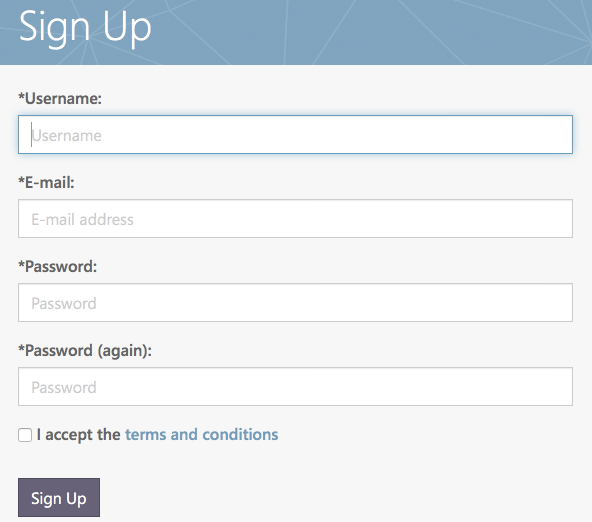 Sign Up
*Username:
Username
*E-mail:
E-mail address
*Password:
Password
*Password (again):
Password
I accept the terms and conditions
Sign Up